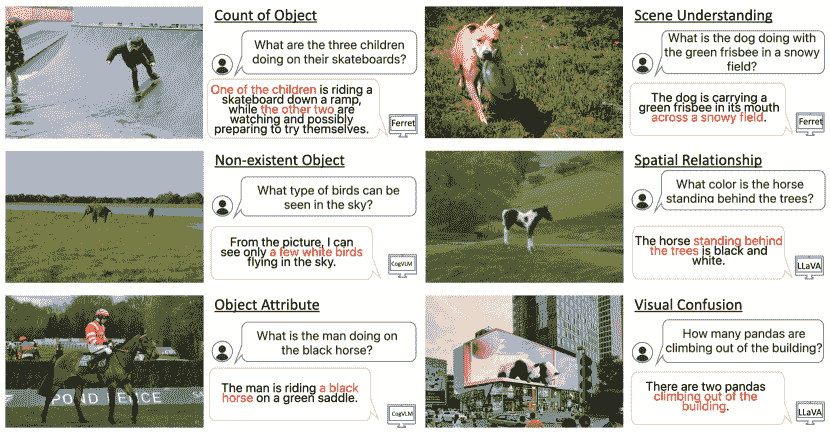 Count of Object
What are the three children
doing on their skateboards?
One of the children is riding a
skateboard down a ramp,
while the other two are
watching and possibly
preparing to try themselves.
Ferret
Scene Understanding
What is the dog doing with
the green frisbee in a snowy
field?
The dog is carrying a
green frisbee in its mouth
across a snowy field.
Ferret
Non-existent Object
What type of birds can be
seen in the sky?
From the picture, I can
see only a few white birds
flying in the sky.
CogVLM
Spatial Relationship
What color is the horse
standing behind the trees?
The horse standing behind
the trees is black and
white.
LLaVA
Object Attribute
What is the man doing on
the black horse?
The man is riding a black
horse on a green saddle.
CogVLM
POND FENCE
Visual Confusion
How many pandas are
climbing out of the building?
There are two pandas
climbing out of the
building.
LLaVA